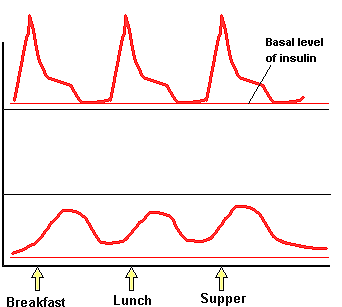 Basal level
of insulin
Breakfast
Lunch
Supper